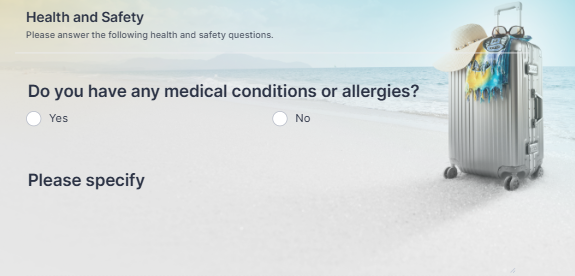 Health and Safety
Please answer the following health and safety questions.
Do you have any medical conditions or allergies?
Yes No
Please specify